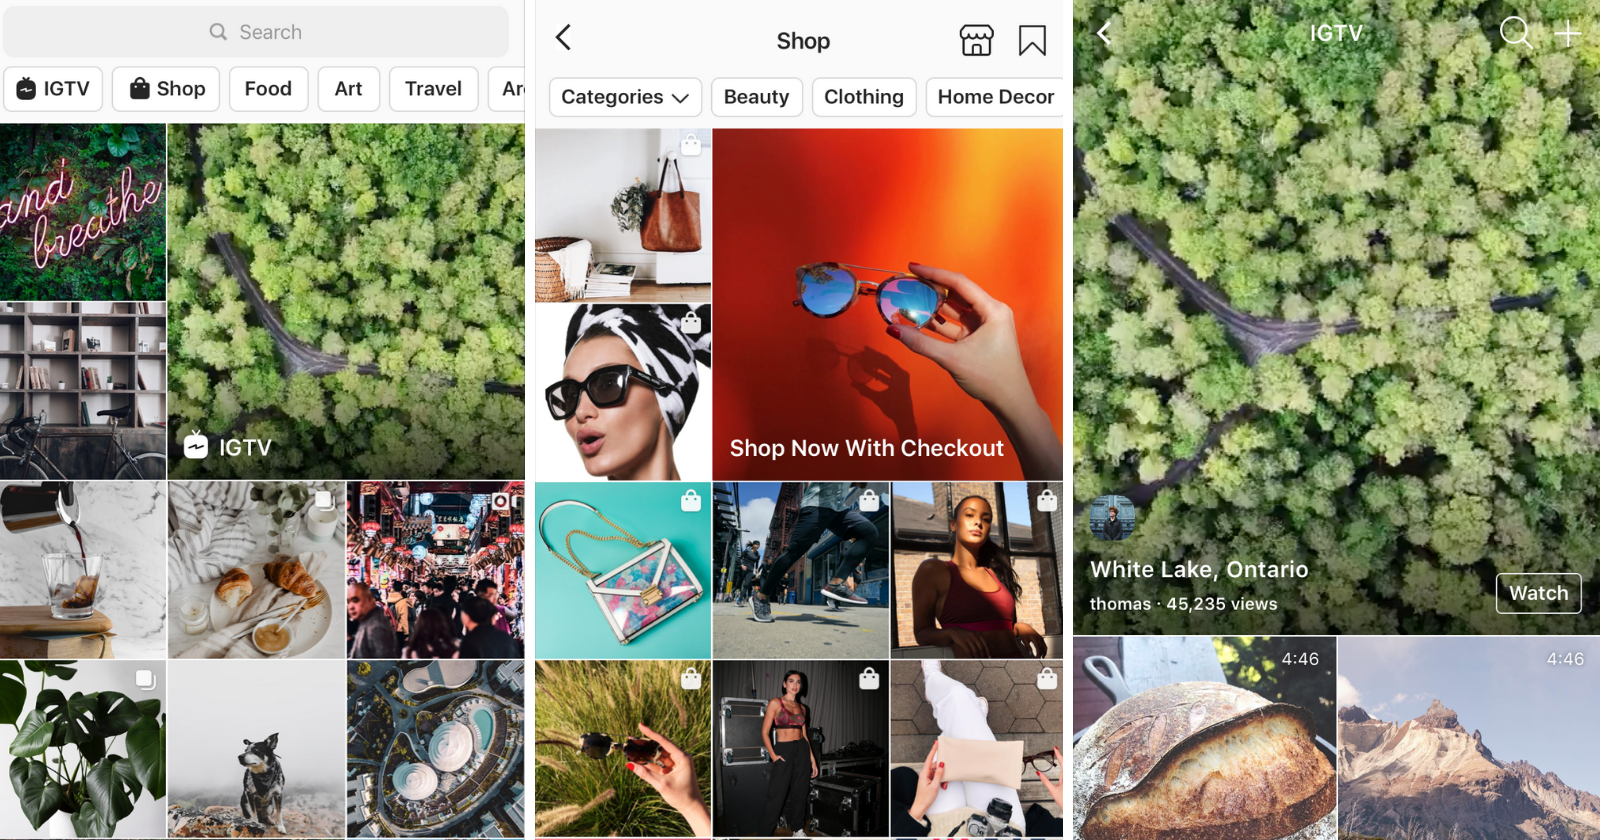 Search
IGTV
Shop
Food
Art
Travel
and
breathe
IGTV
Shop
Categories
Beauty
Clothing
Home Decor
Shop Now With Checkout
IGTV
White Lake, Ontario
thomas · 45,235 views
Watch
4:46
4:46